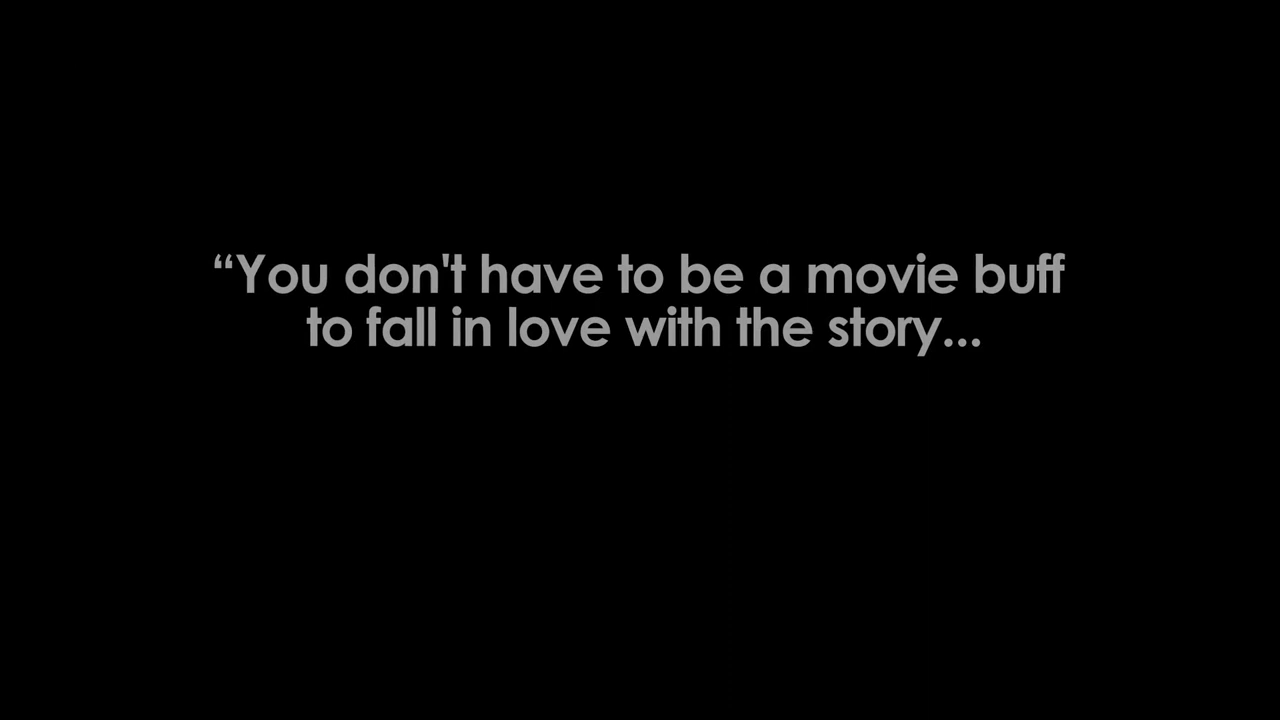 “You don't have to be a movie buff
to fall in love with the story...